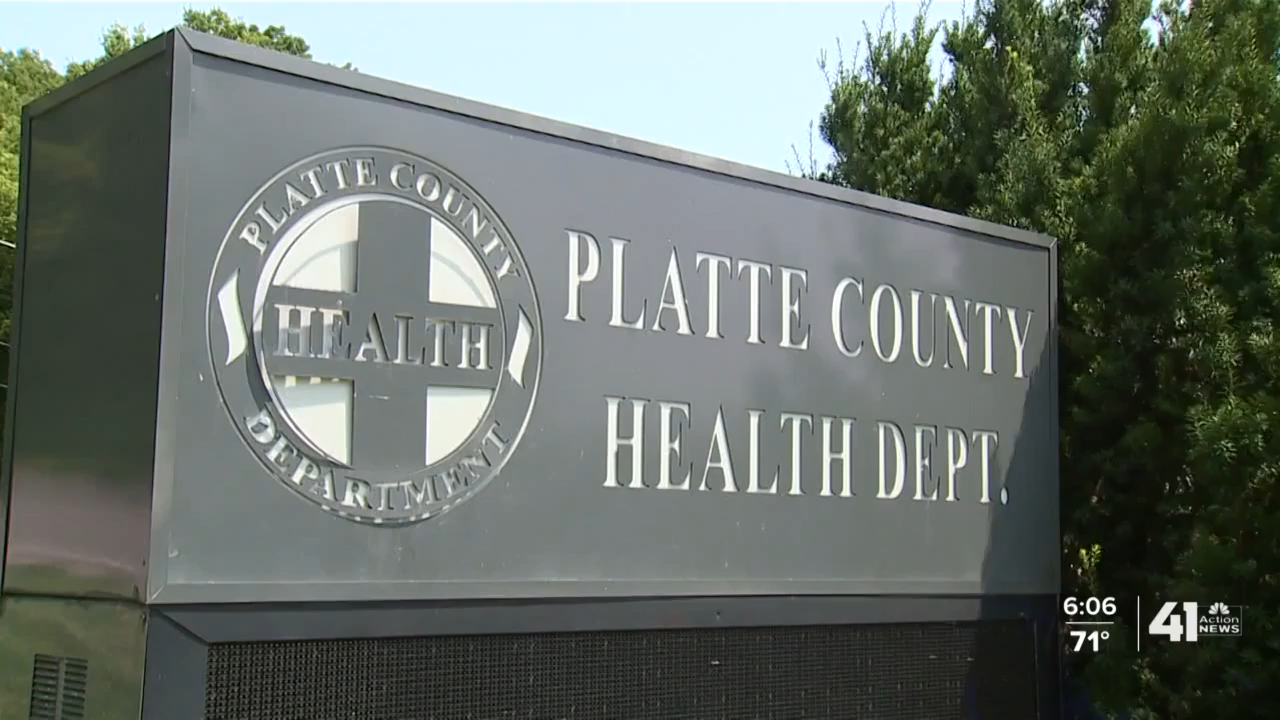 PLATTE COUNTY
HEALTH
DEPARTMENT
PLATTE COUNTY
HEALTH DEPT.
6:06
71°
41 Action NEWS